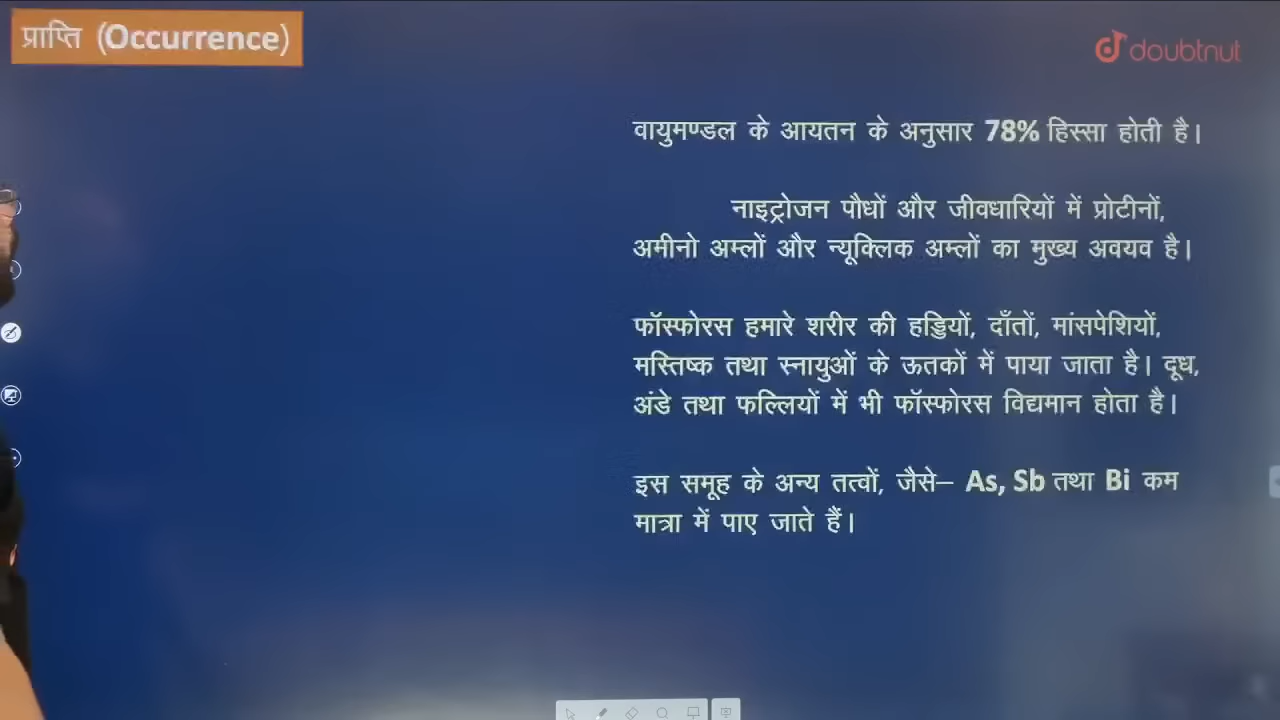 प्राप्ति (Occurrence)
doubtnut
वायुमण्डल के आयतन के अनुसार 78% हिस्सा होती है।
नाइट्रोजन पौधों और जीवधारियों में प्रोटीनों,
अमीनो अम्लों और न्यूक्लिक अम्लों का मुख्य अवयव है।
फॉस्फोरस हमारे शरीर की हड्डियों, दाँतों, मांसपेशियों,
मस्तिष्क तथा स्नायुओं के ऊतकों में पाया जाता है। दूध,
अंडे तथा फल्लियों में भी फॉस्फोरस विद्यमान होता है।
इस समूह के अन्य तत्वों, जैसे– As, Sb तथा Bi कम
मात्रा में पाए जाते हैं।